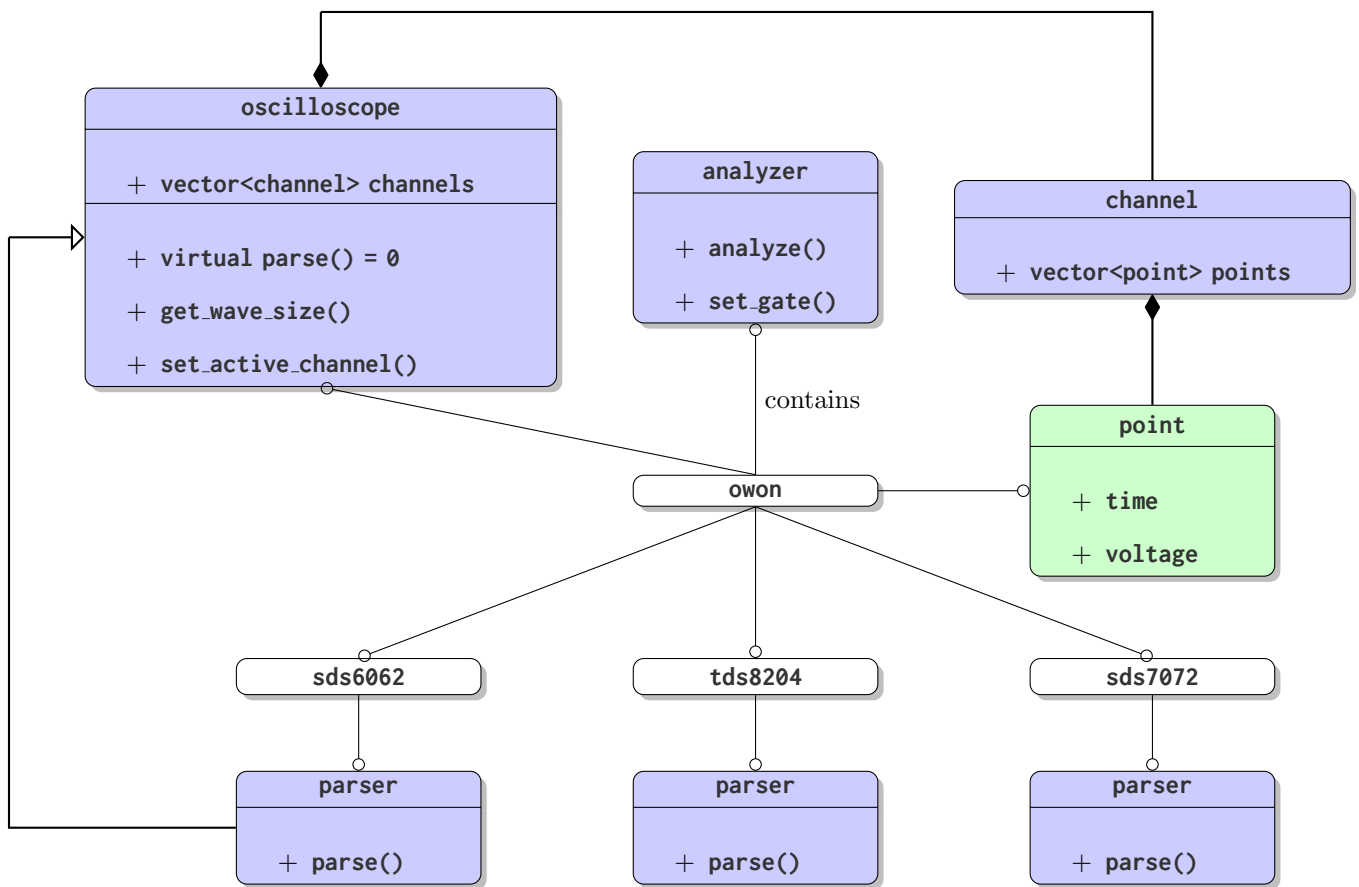 oscilloscope
+ vector<channel> channels
+ virtual parse() = 0
+ get_wave_size()
+ set_active_channel()
analyzer
+ analyze()
+ set_gate()
channel
+ vector<point> points
contains
point
+ time
+ voltage
owon
sds6062
tds8204
sds7072
parser
+ parse()
parser
+ parse()
parser
+ parse()